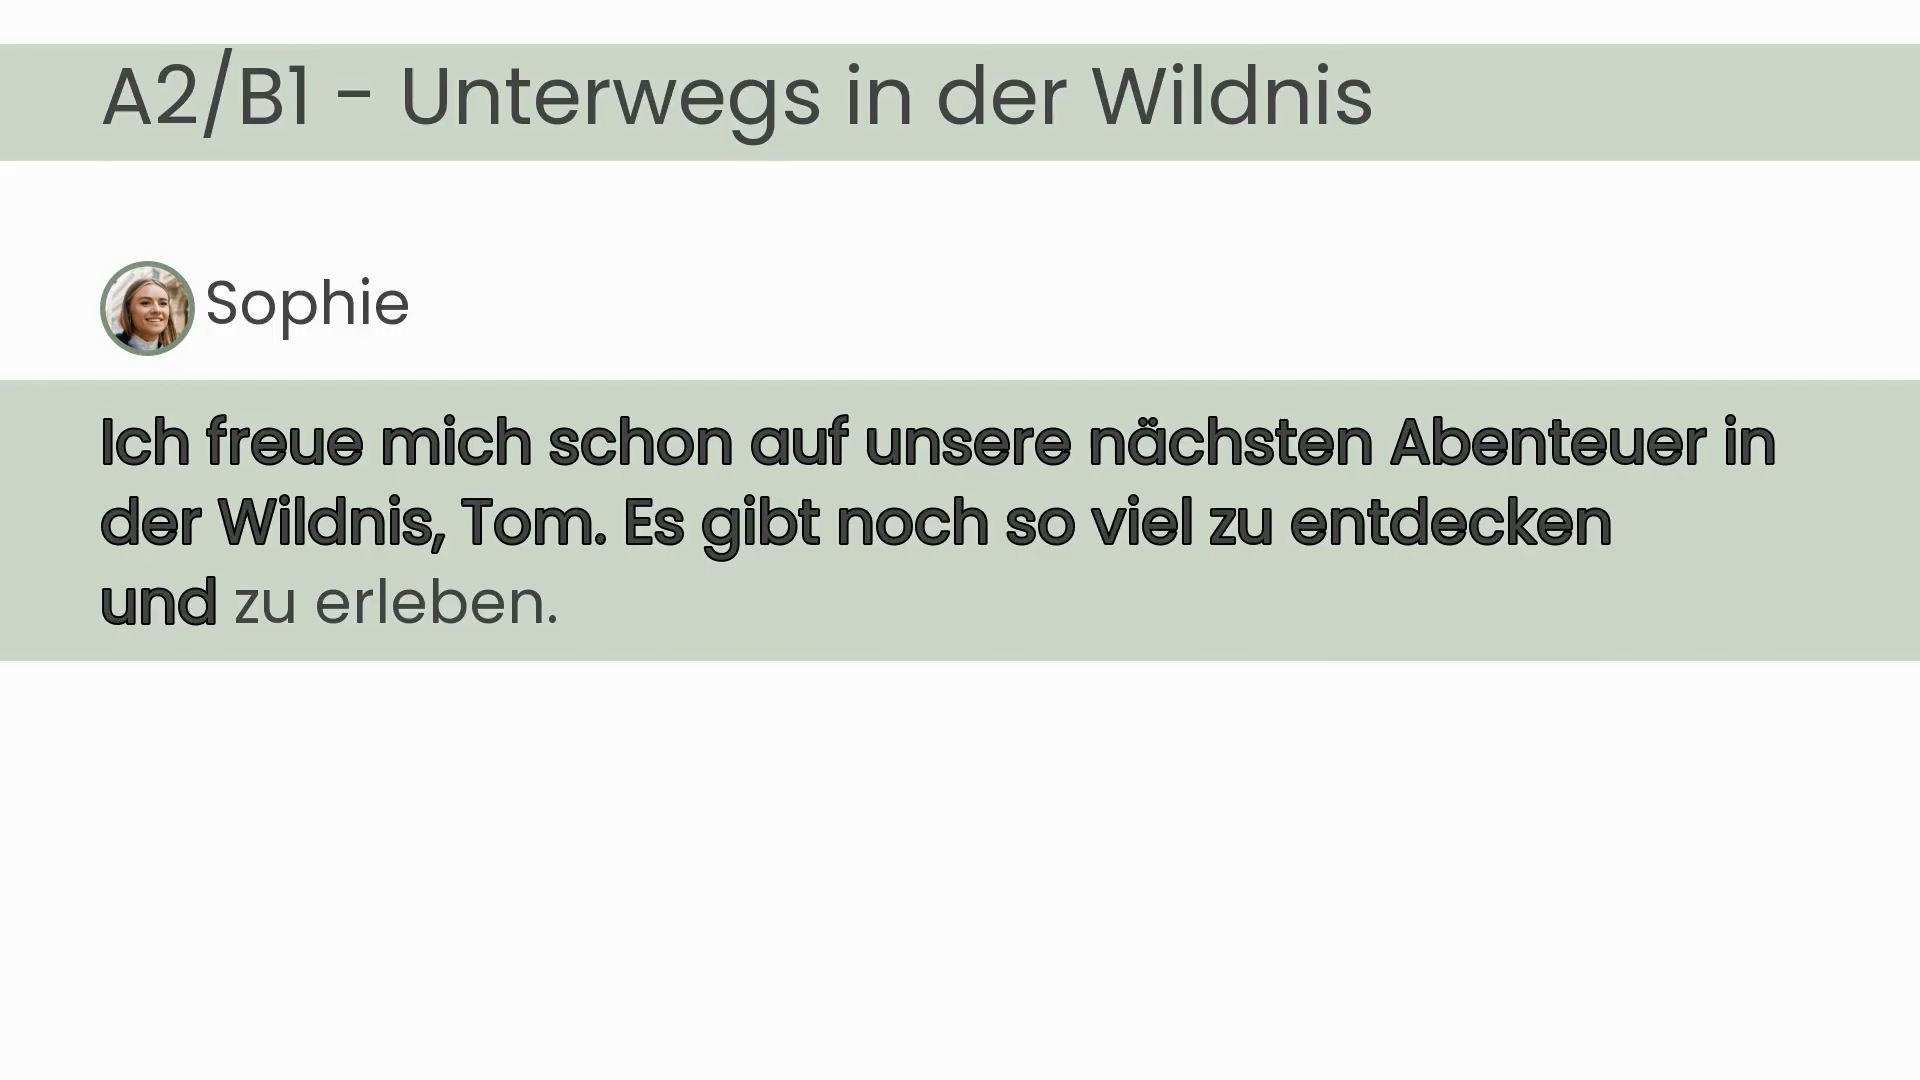 A2/B1 - Unterwegs in der Wildnis
Sophie
Ich freue mich schon auf unsere nächsten Abenteuer in
der Wildnis, Tom. Es gibt noch so viel zu entdecken
und zu erleben.